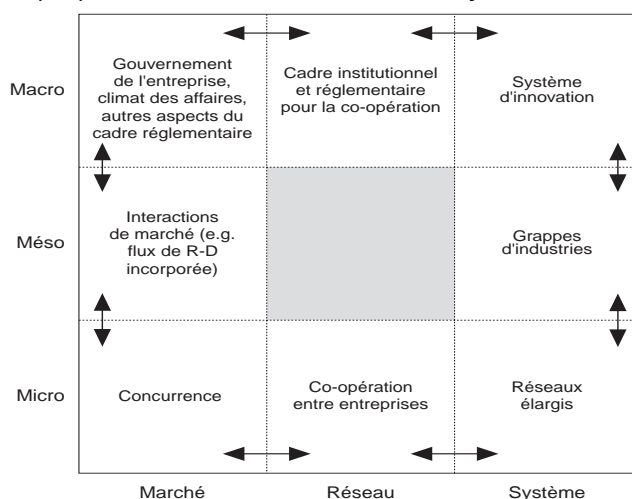 Macro
Gouvernement
de l'entreprise,
climat des affaires,
autres aspects du
cadre réglementaire
Cadre institutionnel
et réglementaire
pour la co-opération
Système
d'innovation
Méso
Interactions
de marché (e.g.
flux de R-D
incorporée)
Grappes
d'industries
Micro
Concurrence
Co-opération
entre entreprises
Réseaux
élargis
Marché
Réseau
Système